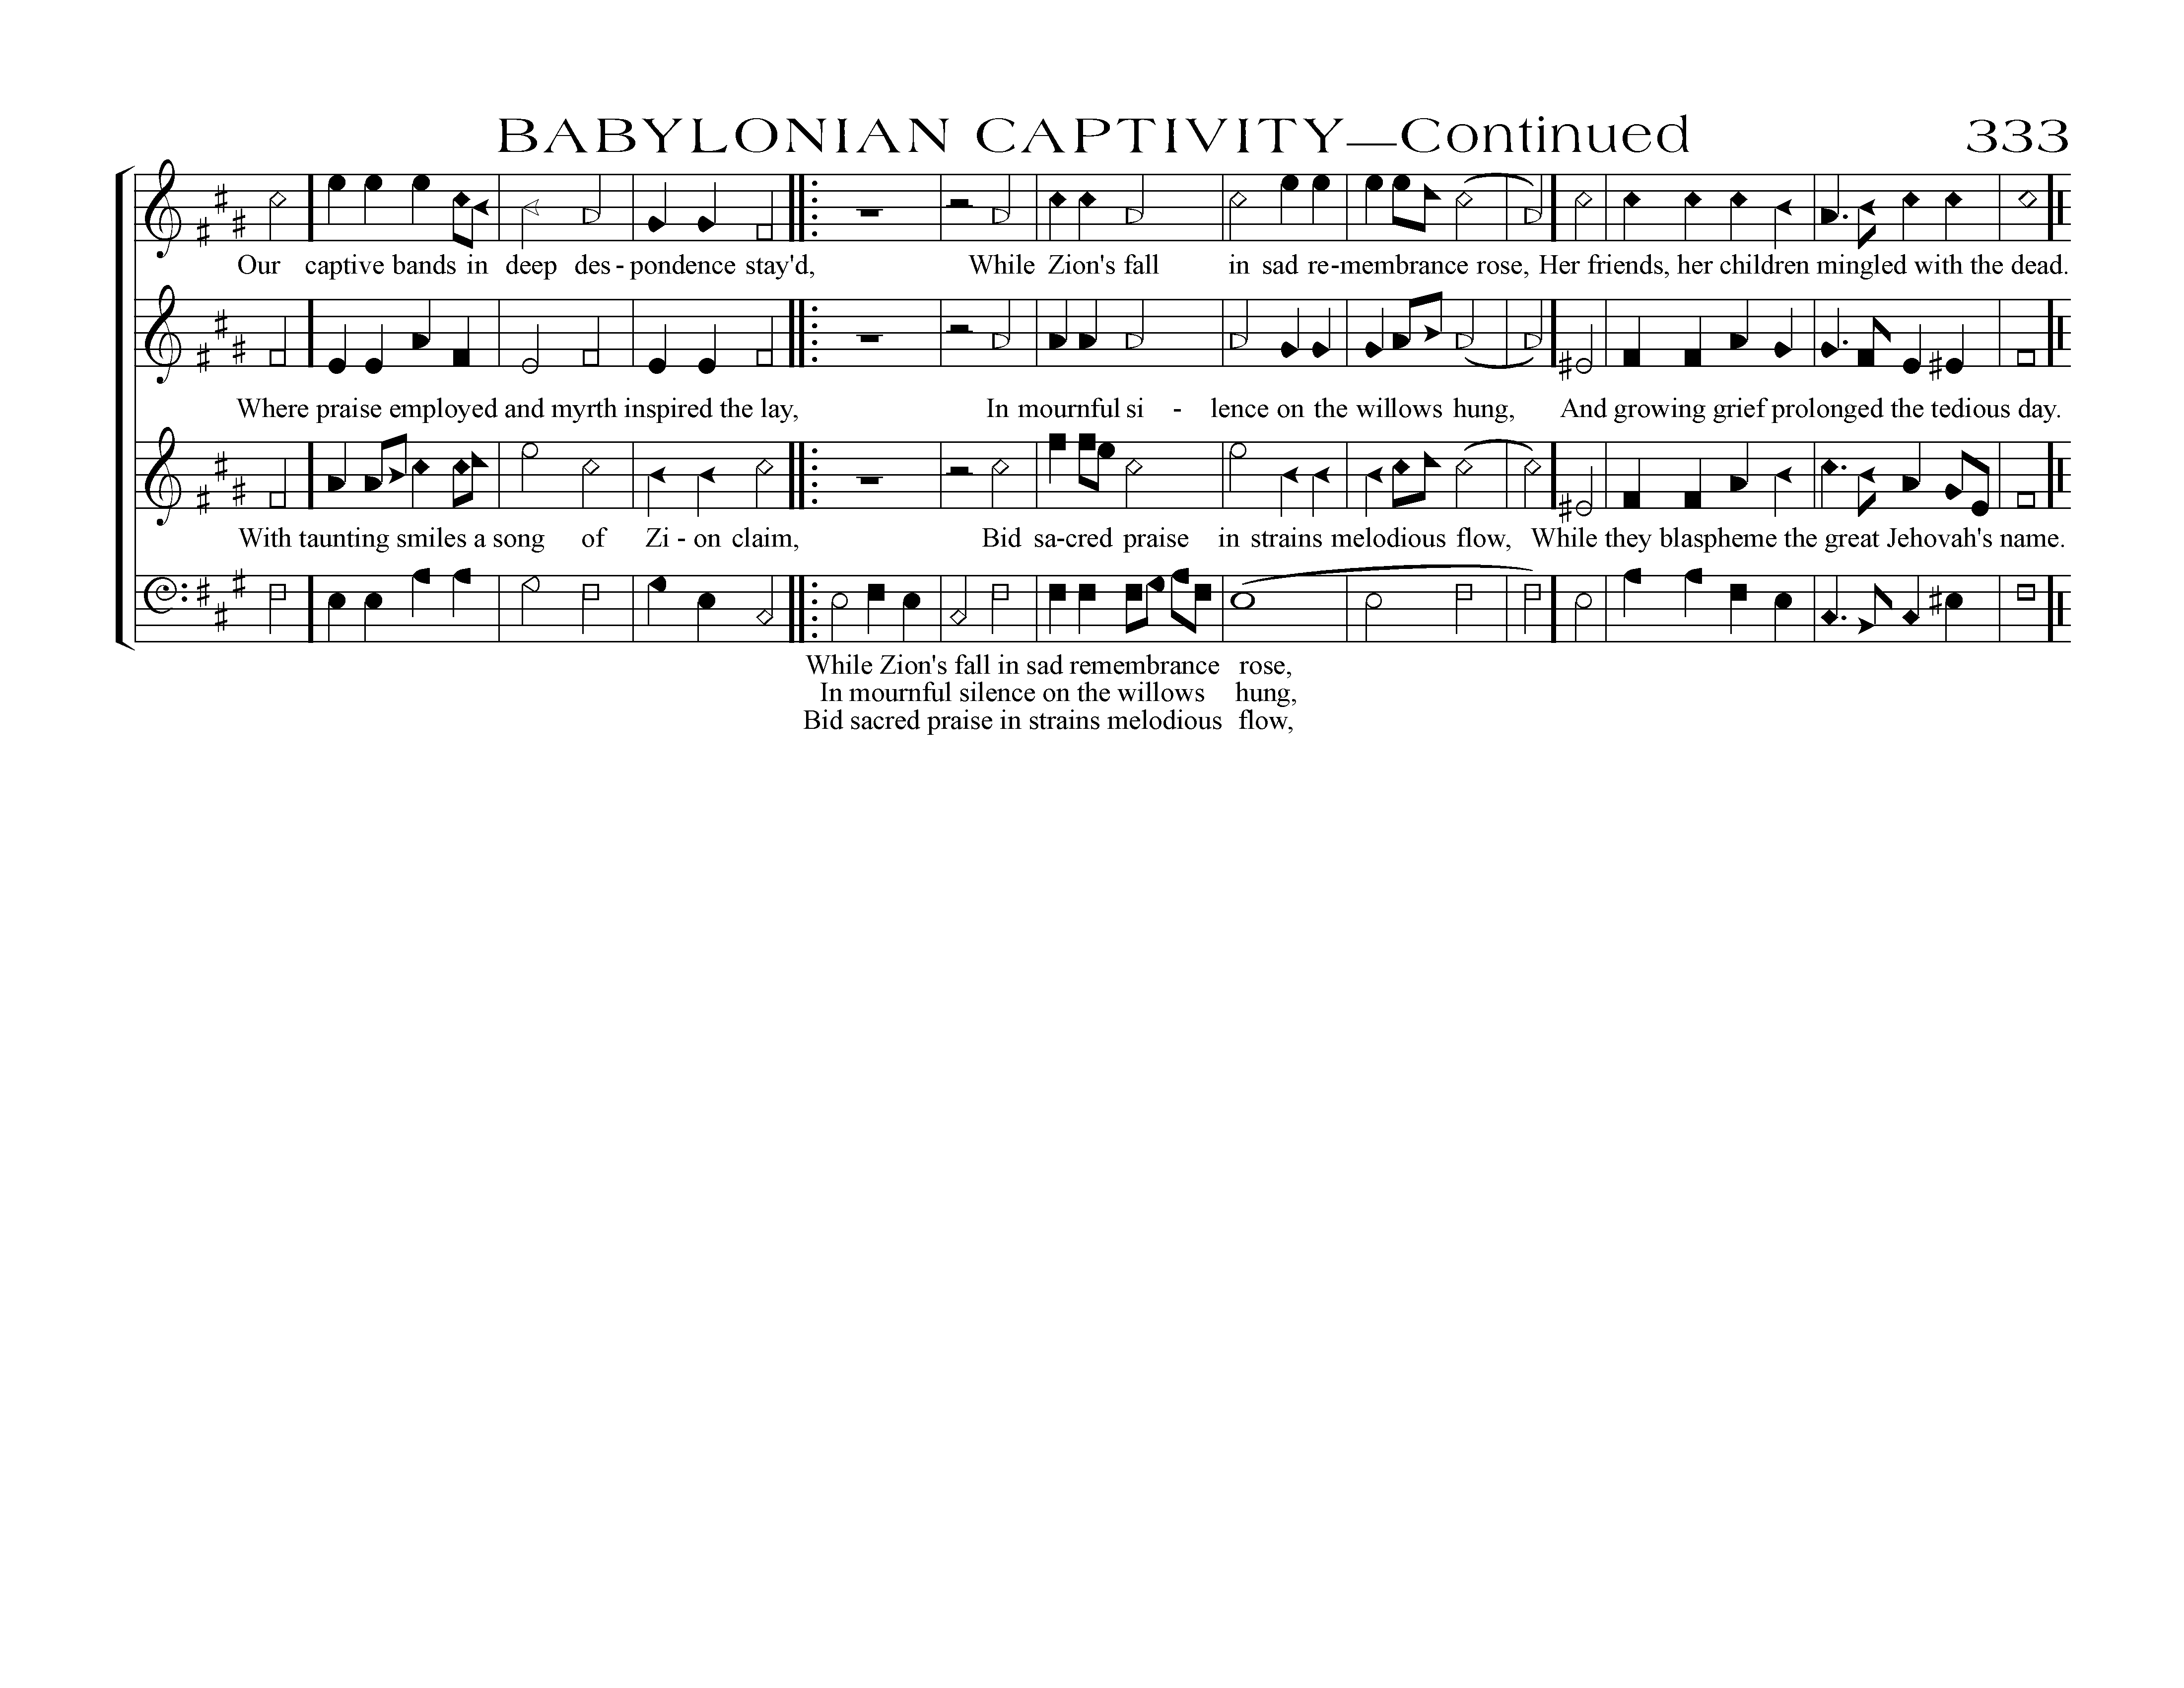 BABYLONIAN CAPTIVITY—Continued 333
Our captive bands in deep des - pondence stay'd, While Zion's fall in sad re-membrance rose, Her friends, her children mingled with the dead.
Where praise employed and myrth inspired the lay, In mournful si - lence on the willows hung, And growing grief prolonged the tedious day.
With taunting smiles a song of Zi - on claim, Bid sa-cred praise in strains melodious flow, While they blaspheme the great Jehovah's name.
While Zion's fall in sad remembrance rose,
In mournful silence on the willows hung,
Bid sacred praise in strains melodious flow,